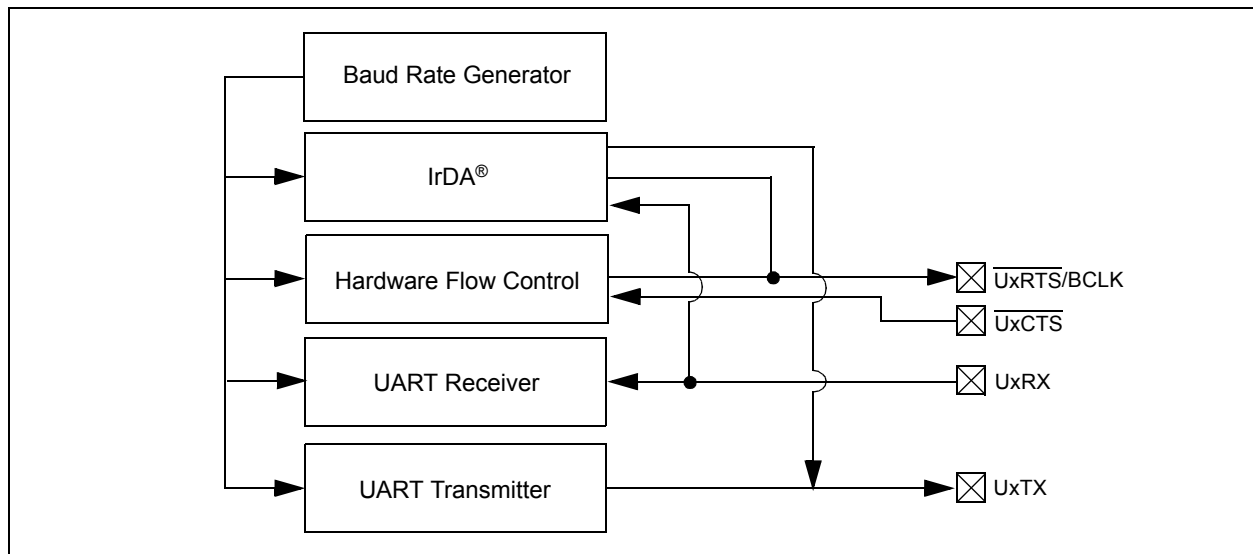 Baud Rate Generator
IrDA®
Hardware Flow Control
UxRTS/BCLK
UxCTS
UART Receiver
UxRX
UART Transmitter
UxTX